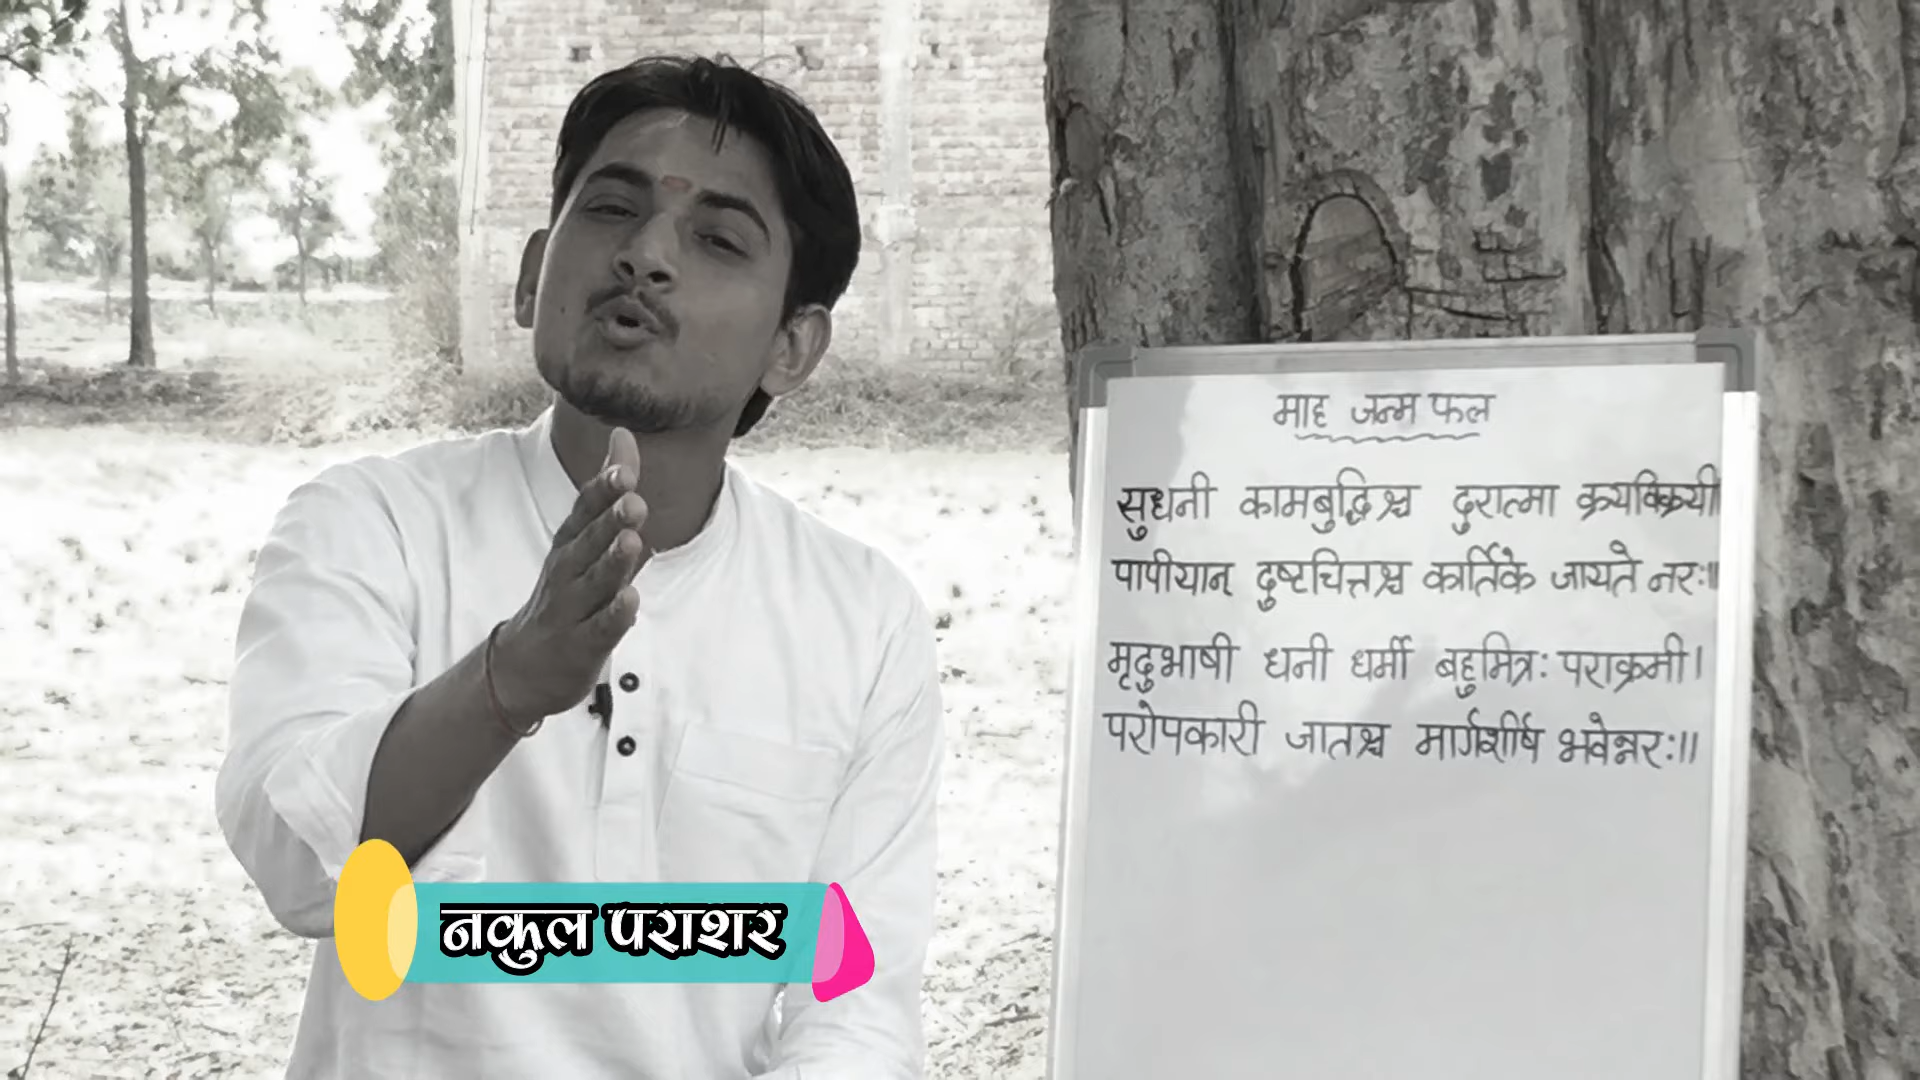 माह जन्म फल
सुधनी कामबुद्धिश्च दुरात्मा क्रयविक्रयी
पापीयान् दुष्टचित्तश्च कार्तिके जायते नरः॥
मृदुभाषी धनी धर्मी बहुमित्रः पराक्रमी।
परोपकारी जातश्च मार्गशीर्षे भवेन्नरः॥
नकुल पराशर